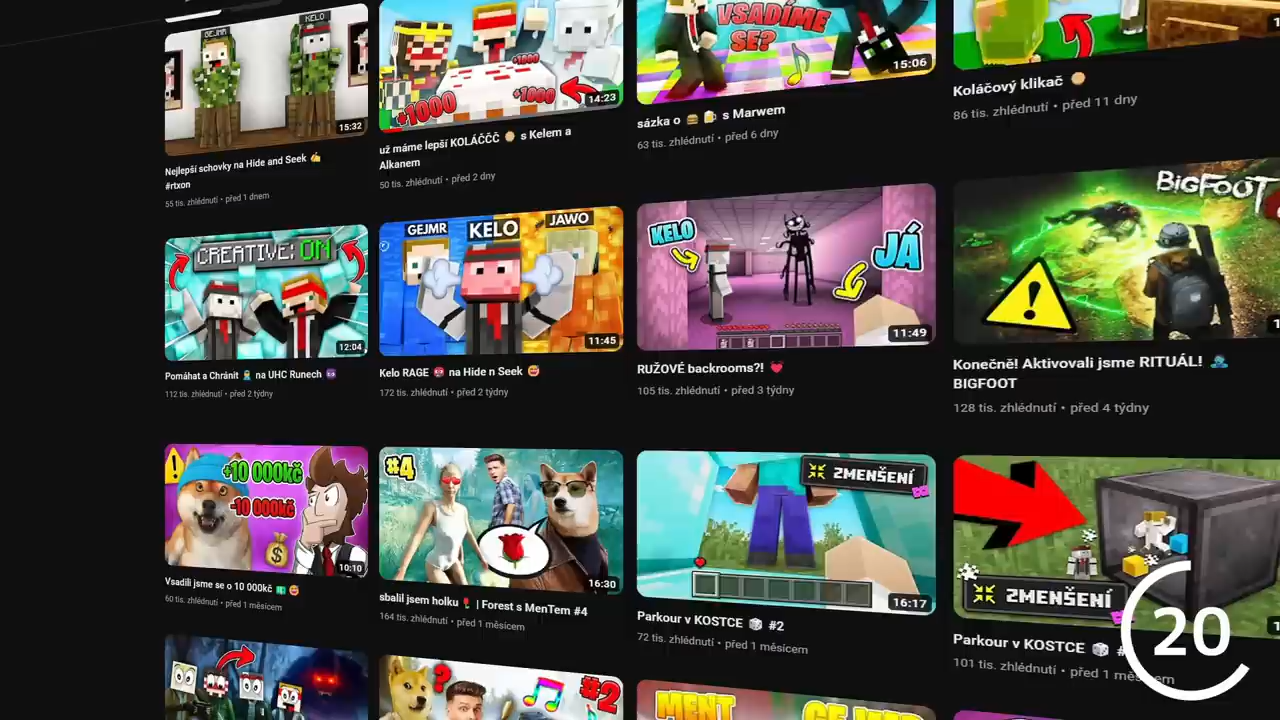 GEJMR
KELO
15:32
Nejlepší schovky na Hide and Seek
#rtxon
55 tis. zhlédnutí • před 1 dnem
+1000
+1000
+1000
14:23
už máme lepší KOLÁČČČ s Kelem a
Alkanem
50 tis. zhlédnutí • před 2 dny
VSADÍME
SE?
15:06
sázka o s Marwem
63 tis. zhlédnutí • před 6 dny
Koláčový klikač
86 tis. zhlédnutí • před 11 dny
CREATIVE: ON
12:04
Pomáhat a Chránit na UHC Runech
112 tis. zhlédnutí • před 2 týdny
GEJMR
KELO
JAWO
11:45
Kelo RAGE na Hide n Seek
172 tis. zhlédnutí • před 2 týdny
KELO
JÁ
11:49
RUŽOVÉ backrooms?!
105 tis. zhlédnutí • před 3 týdny
BIGFOOT
Konečně! Aktivovali jsme RITUÁL!
BIGFOOT
128 tis. zhlédnutí • před 4 týdny
+10 000kč
-10 000kč
$
10:10
Vsadili jsme se o 10 000kč
60 tis. zhlédnutí • před 1 měsícem
#4
16:30
sbalil jsem holku | Forest s MenTem #4
164 tis. zhlédnutí • před 1 měsícem
ZMENŠENÍ
16:17
Parkour v KOSTCE #2
72 tis. zhlédnutí • před 1 měsícem
ZMENŠENÍ
Parkour v KOSTCE
101 tis. zhlédnutí • před 1 měsícem
20
?
#2
MENT